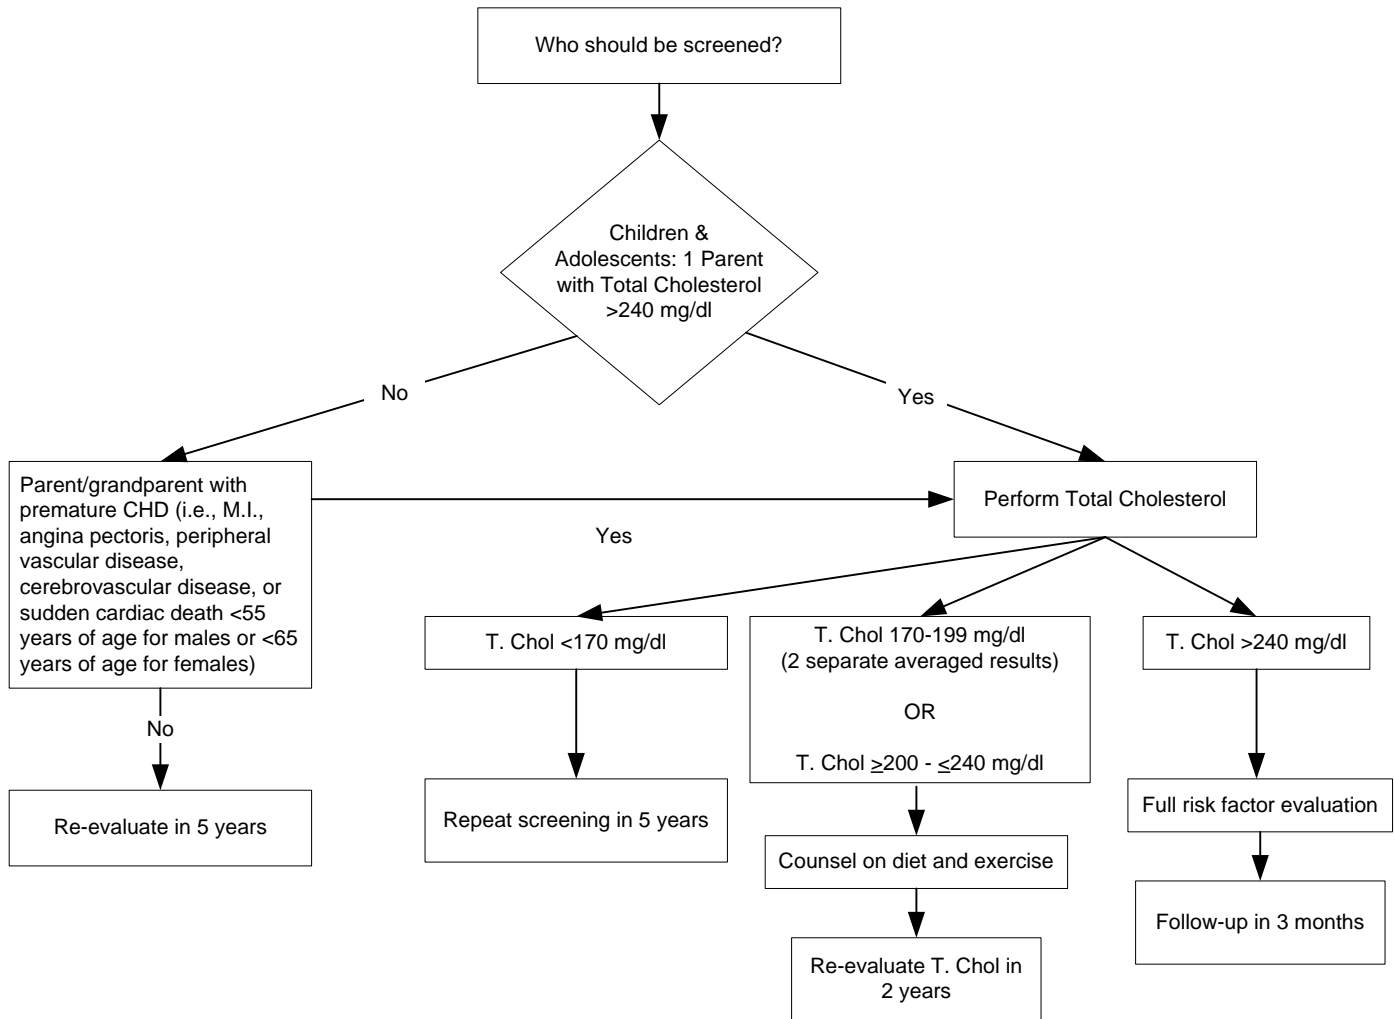 Who should be screened?
Children &
Adolescents: 1 Parent
with Total Cholesterol
>240 mg/dl
No
Yes
Parent/grandparent with
premature CHD (i.e., M.I.,
angina pectoris, peripheral
vascular disease,
cerebrovascular disease, or
sudden cardiac death <55
years of age for males or <65
years of age for females)
Perform Total Cholesterol
Yes
T. Chol <170 mg/dl
T. Chol 170-199 mg/dl
(2 separate averaged results)
OR
T. Chol ≥200 - ≤240 mg/dl
T. Chol >240 mg/dl
No
Re-evaluate in 5 years
Repeat screening in 5 years
Counsel on diet and exercise
Re-evaluate T. Chol in
2 years
Full risk factor evaluation
Follow-up in 3 months